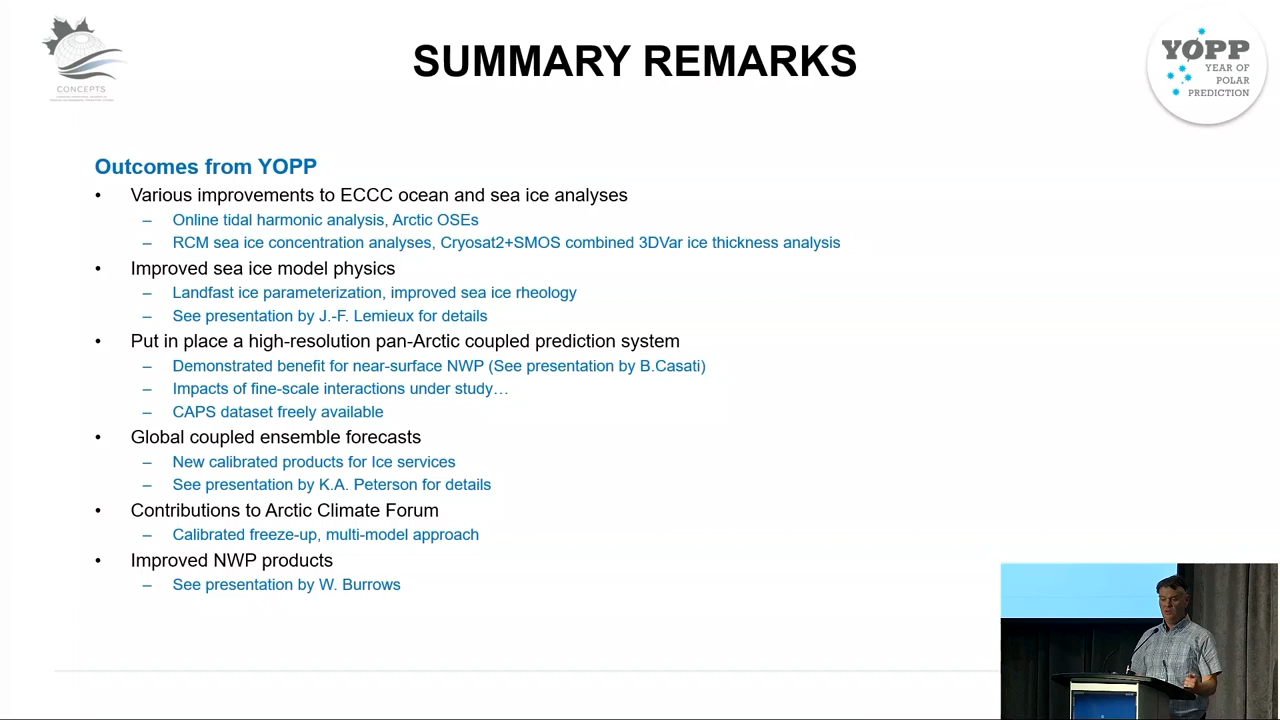 SUMMARY REMARKS
CONCEPTS
YOPP
YEAR OF
POLAR
PREDICTION
Outcomes from YOPP
• Various improvements to ECCC ocean and sea ice analyses
– Online tidal harmonic analysis, Arctic OSEs
– RCM sea ice concentration analyses, Cryosat2+SMOS combined 3DVar ice thickness analysis
• Improved sea ice model physics
– Landfast ice parameterization, improved sea ice rheology
– See presentation by J.-F. Lemieux for details
• Put in place a high-resolution pan-Arctic coupled prediction system
– Demonstrated benefit for near-surface NWP (See presentation by B.Casati)
– Impacts of fine-scale interactions under study…
– CAPS dataset freely available
• Global coupled ensemble forecasts
– New calibrated products for Ice services
– See presentation by K.A. Peterson for details
• Contributions to Arctic Climate Forum
– Calibrated freeze-up, multi-model approach
• Improved NWP products
– See presentation by W. Burrows